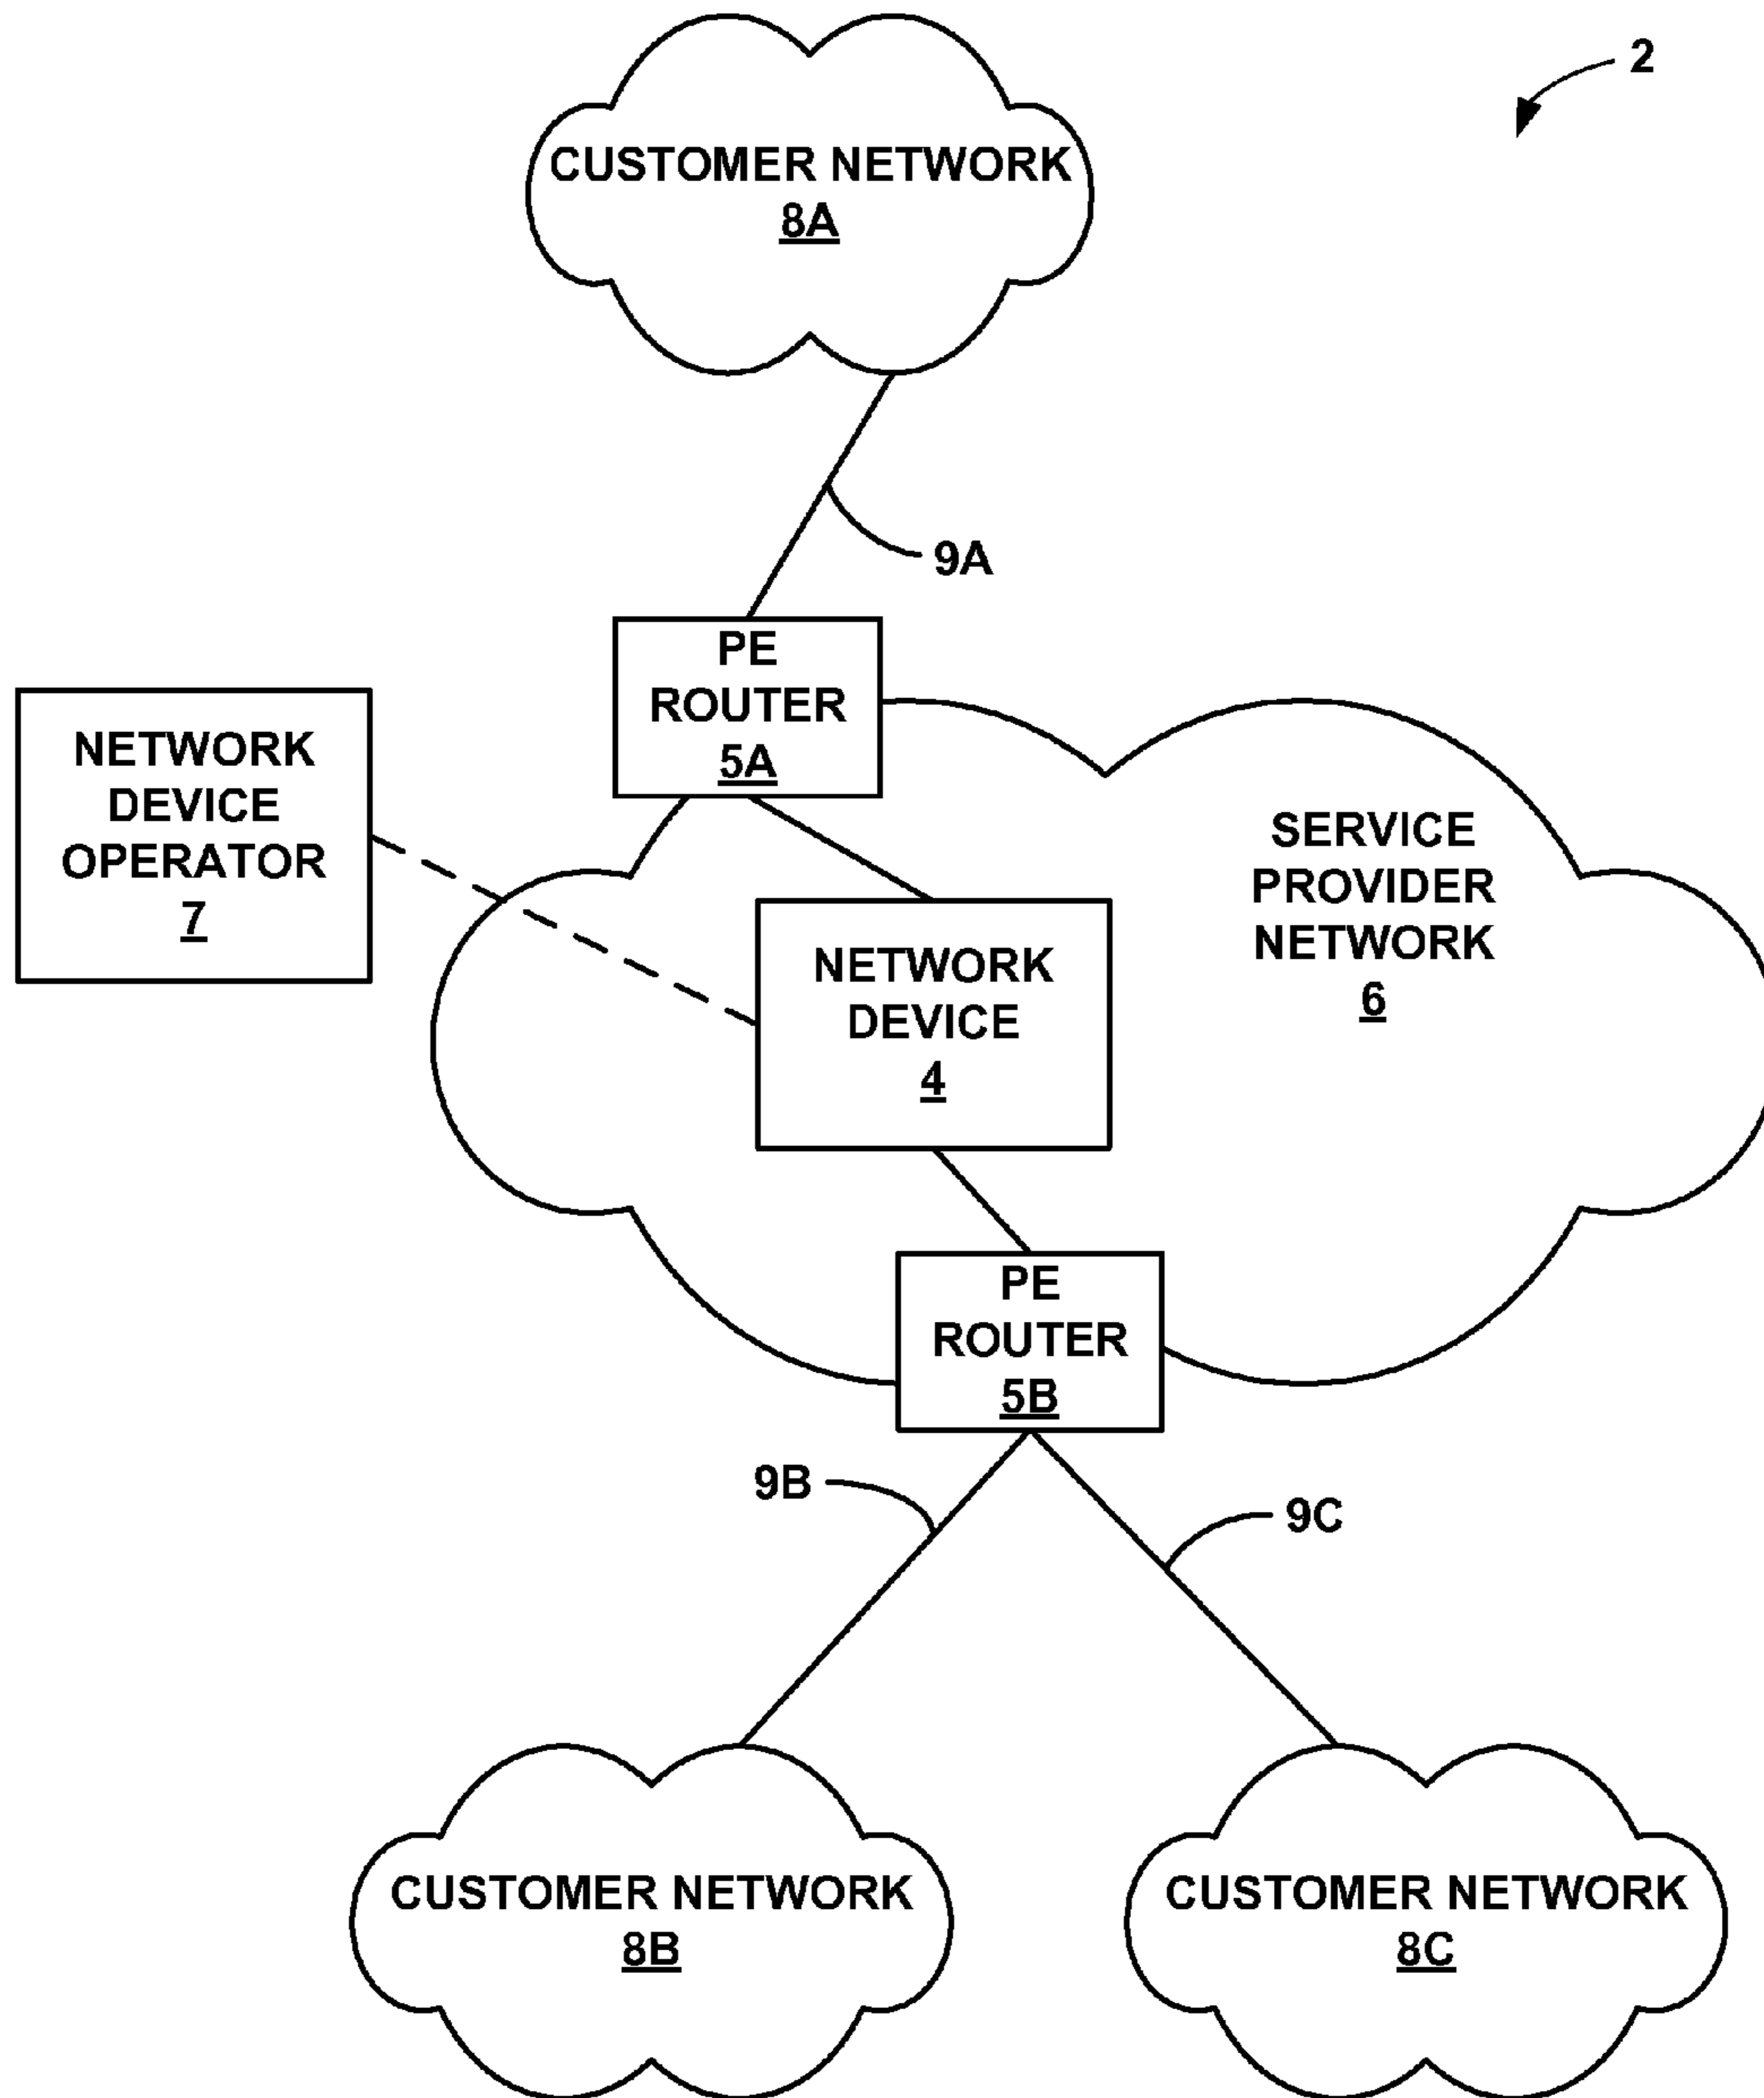 2
CUSTOMER NETWORK
8A
9A
PE
ROUTER
5A
NETWORK
DEVICE
OPERATOR
7
SERVICE
PROVIDER
NETWORK
6
NETWORK
DEVICE
4
PE
ROUTER
5B
9B
9C
CUSTOMER NETWORK
8B
CUSTOMER NETWORK
8C